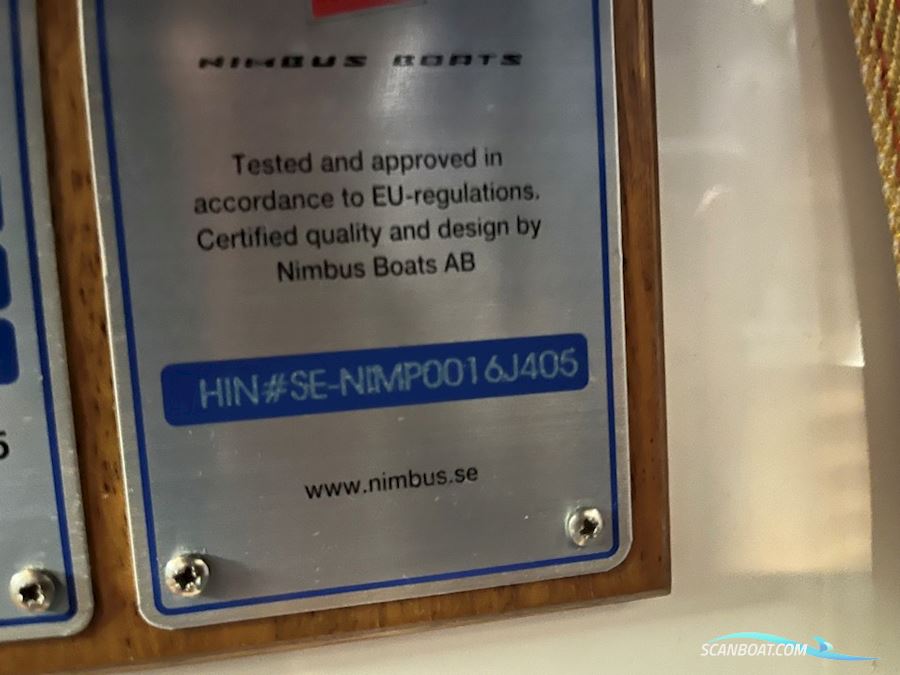 NIMBUS BOATS
Tested and approved in
accordance to EU-regulations.
Certified quality and design by
Nimbus Boats AB
HIN#SE-NIMP0016J405
www.nimbus.se
5
SCANBOAT.COM